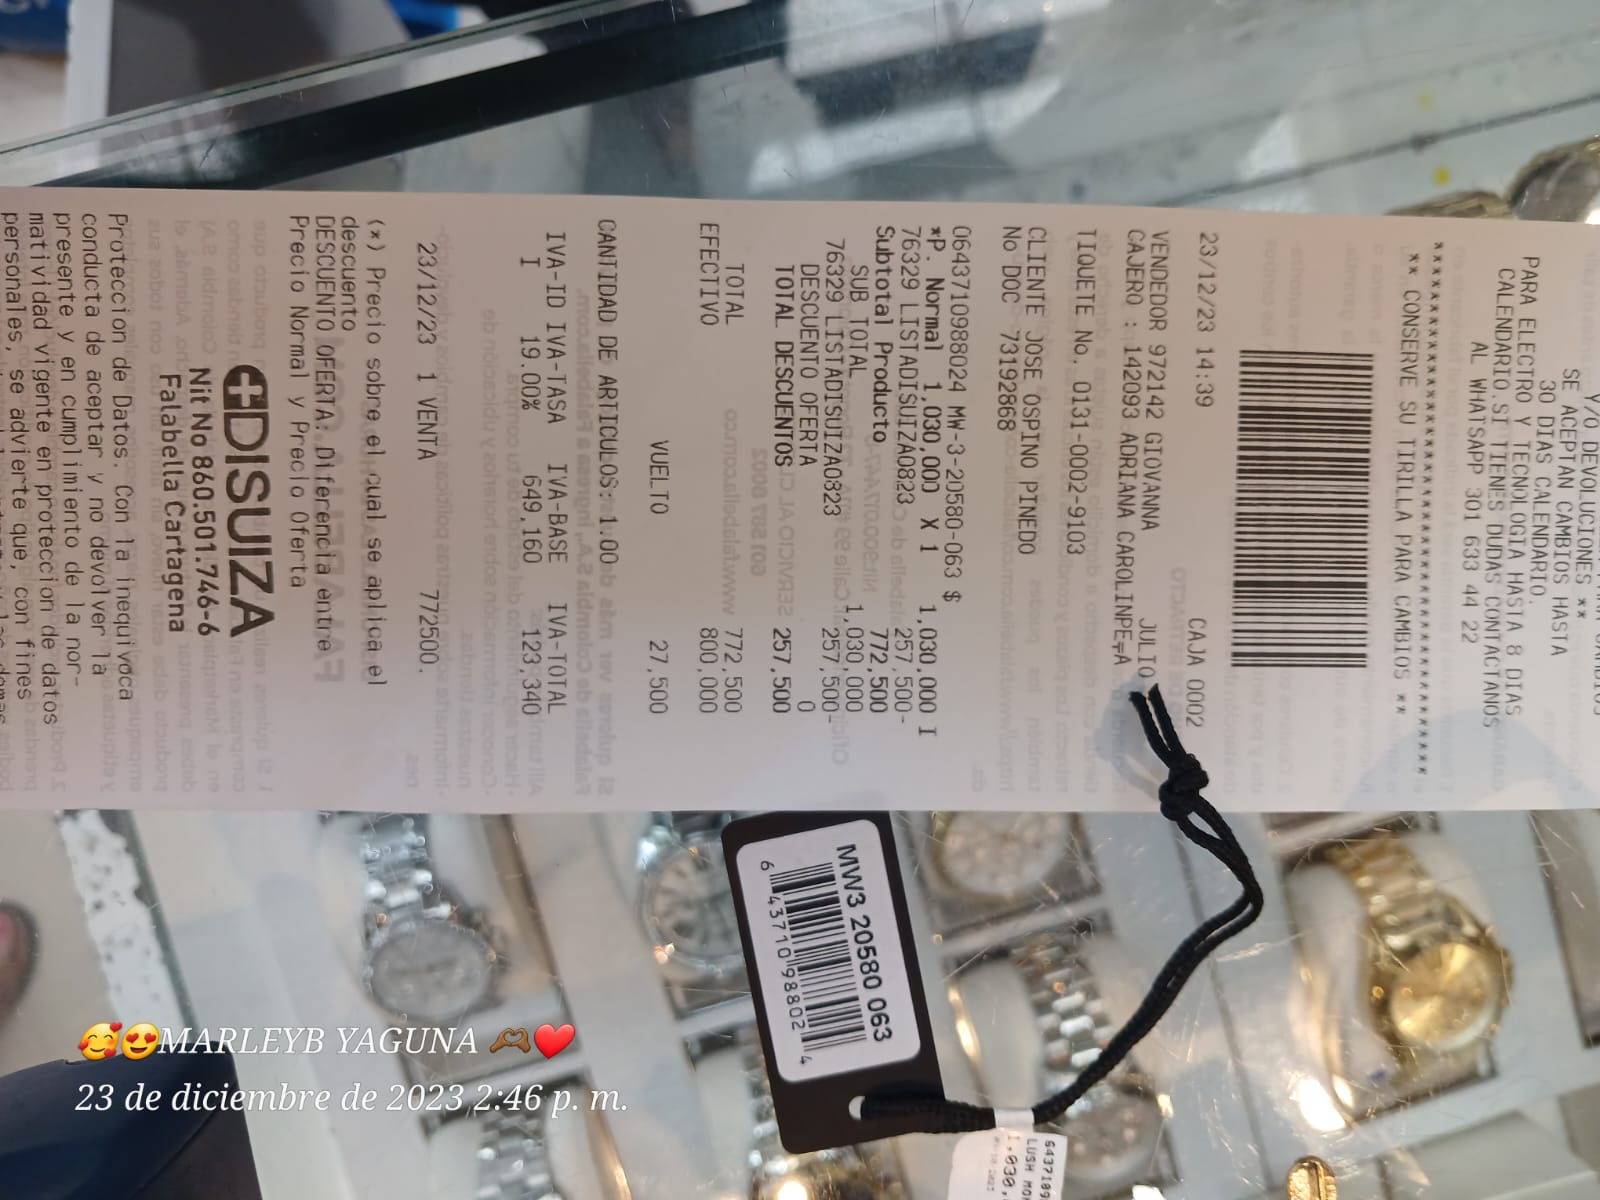 Y/O DEVOLUCIONES **
SE ACEPTAN CAMBIOS HASTA
30 DIAS CALENDARIO.
PARA ELECTRO Y TECNOLOGIA HASTA 8 DIAS
CALENDARIO.SI TIENES DUDAS CONTACTANOS
AL WHATSAPP 301 633 44 22
****************************************
** CONSERVE SU TIRILLA PARA CAMBIOS **
23/12/23 14:39 CAJA 0002
VENDEDOR 972142 GIOVANNA JULIO
CAJERO : 142093 ADRIANA CAROLINPE╤A
TIQUETE No. 0131-0002-9103
CLIENTE JOSE OSPINO PINEDO
No DOC 73192868
0643710988024 MW-3-20580-063 $
*P. Normal 1,030,000 X 1 1,030,000 I
76329 LISTADISUIZA0823 257,500-
Subtotal Producto 772,500
SUB TOTAL 1,030,000
76329 LISTADISUIZA0823 257,500-
DESCUENTO OFERTA 0
TOTAL DESCUENTOS 257,500
TOTAL 772,500
EFECTIVO 800,000
VUELTO 27,500
CANTIDAD DE ARTICULOS: 1.00
IVA-ID IVA-TASA IVA-BASE IVA-TOTAL
I 19.00% 649,160 123,340
23/12/23 1 VENTA 772500.
(*) Precio sobre el cual se aplica el
descuento
DESCUENTO OFERTA: Diferencia entre
Precio Normal y Precio Oferta
DISUIZA
Nit No 860.501.746-6
Falabella Cartagena
Proteccion de Datos. Con la inequivoca
conducta de aceptar y no devolver la
presente y en cumplimiento de la nor-
matividad vigente en proteccion de datos
personales, se advierte que, con fines
MW3 20580 063
6 43710 98802 4
LUSH
1,030,
🥰😍MARLEYB YAGUNA 🫶🏾❤️
23 de diciembre de 2023 2:46 p. m.